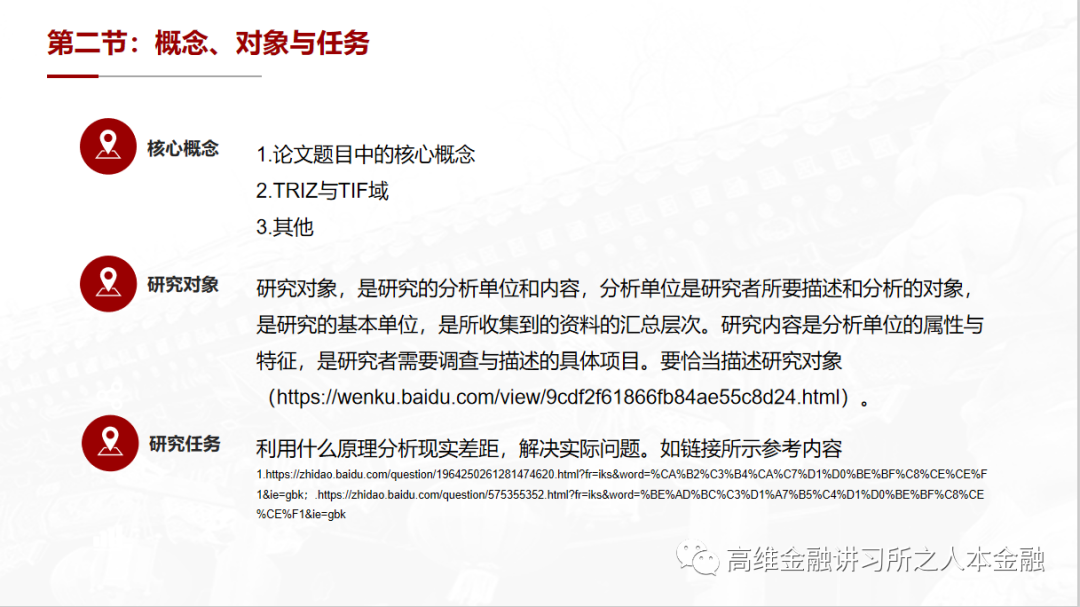 第二节：概念、对象与任务
核心概念
1.论文题目中的核心概念
2.TRIZ与TIF域
3.其他
研究对象
研究对象，是研究的分析单位和内容，分析单位是研究者所要描述和分析的对象，
是研究的基本单位，是所收集到的资料的汇总层次。研究内容是分析单位的属性与
特征，是研究者需要调查与描述的具体项目。要恰当描述研究对象
（https://wenku.baidu.com/view/9cdf2f61866fb84ae55c8d24.html）。
研究任务
利用什么原理分析现实差距，解决实际问题。如链接所示参考内容
1.https://zhidao.baidu.com/question/1964250261281474620.html?fr=iks&word=%CA%B2%C3%B4%CA%C7%D1%D0%BE%BF%C8%CE%CE%F
1&ie=gbk；.https://zhidao.baidu.com/question/575355352.html?fr=iks&word=%BE%AD%BC%C3%D1%A7%B5%C4%D1%D0%BE%BF%C8%CE
%CE%F1&ie=gbk
高维金融讲习所之人本金融